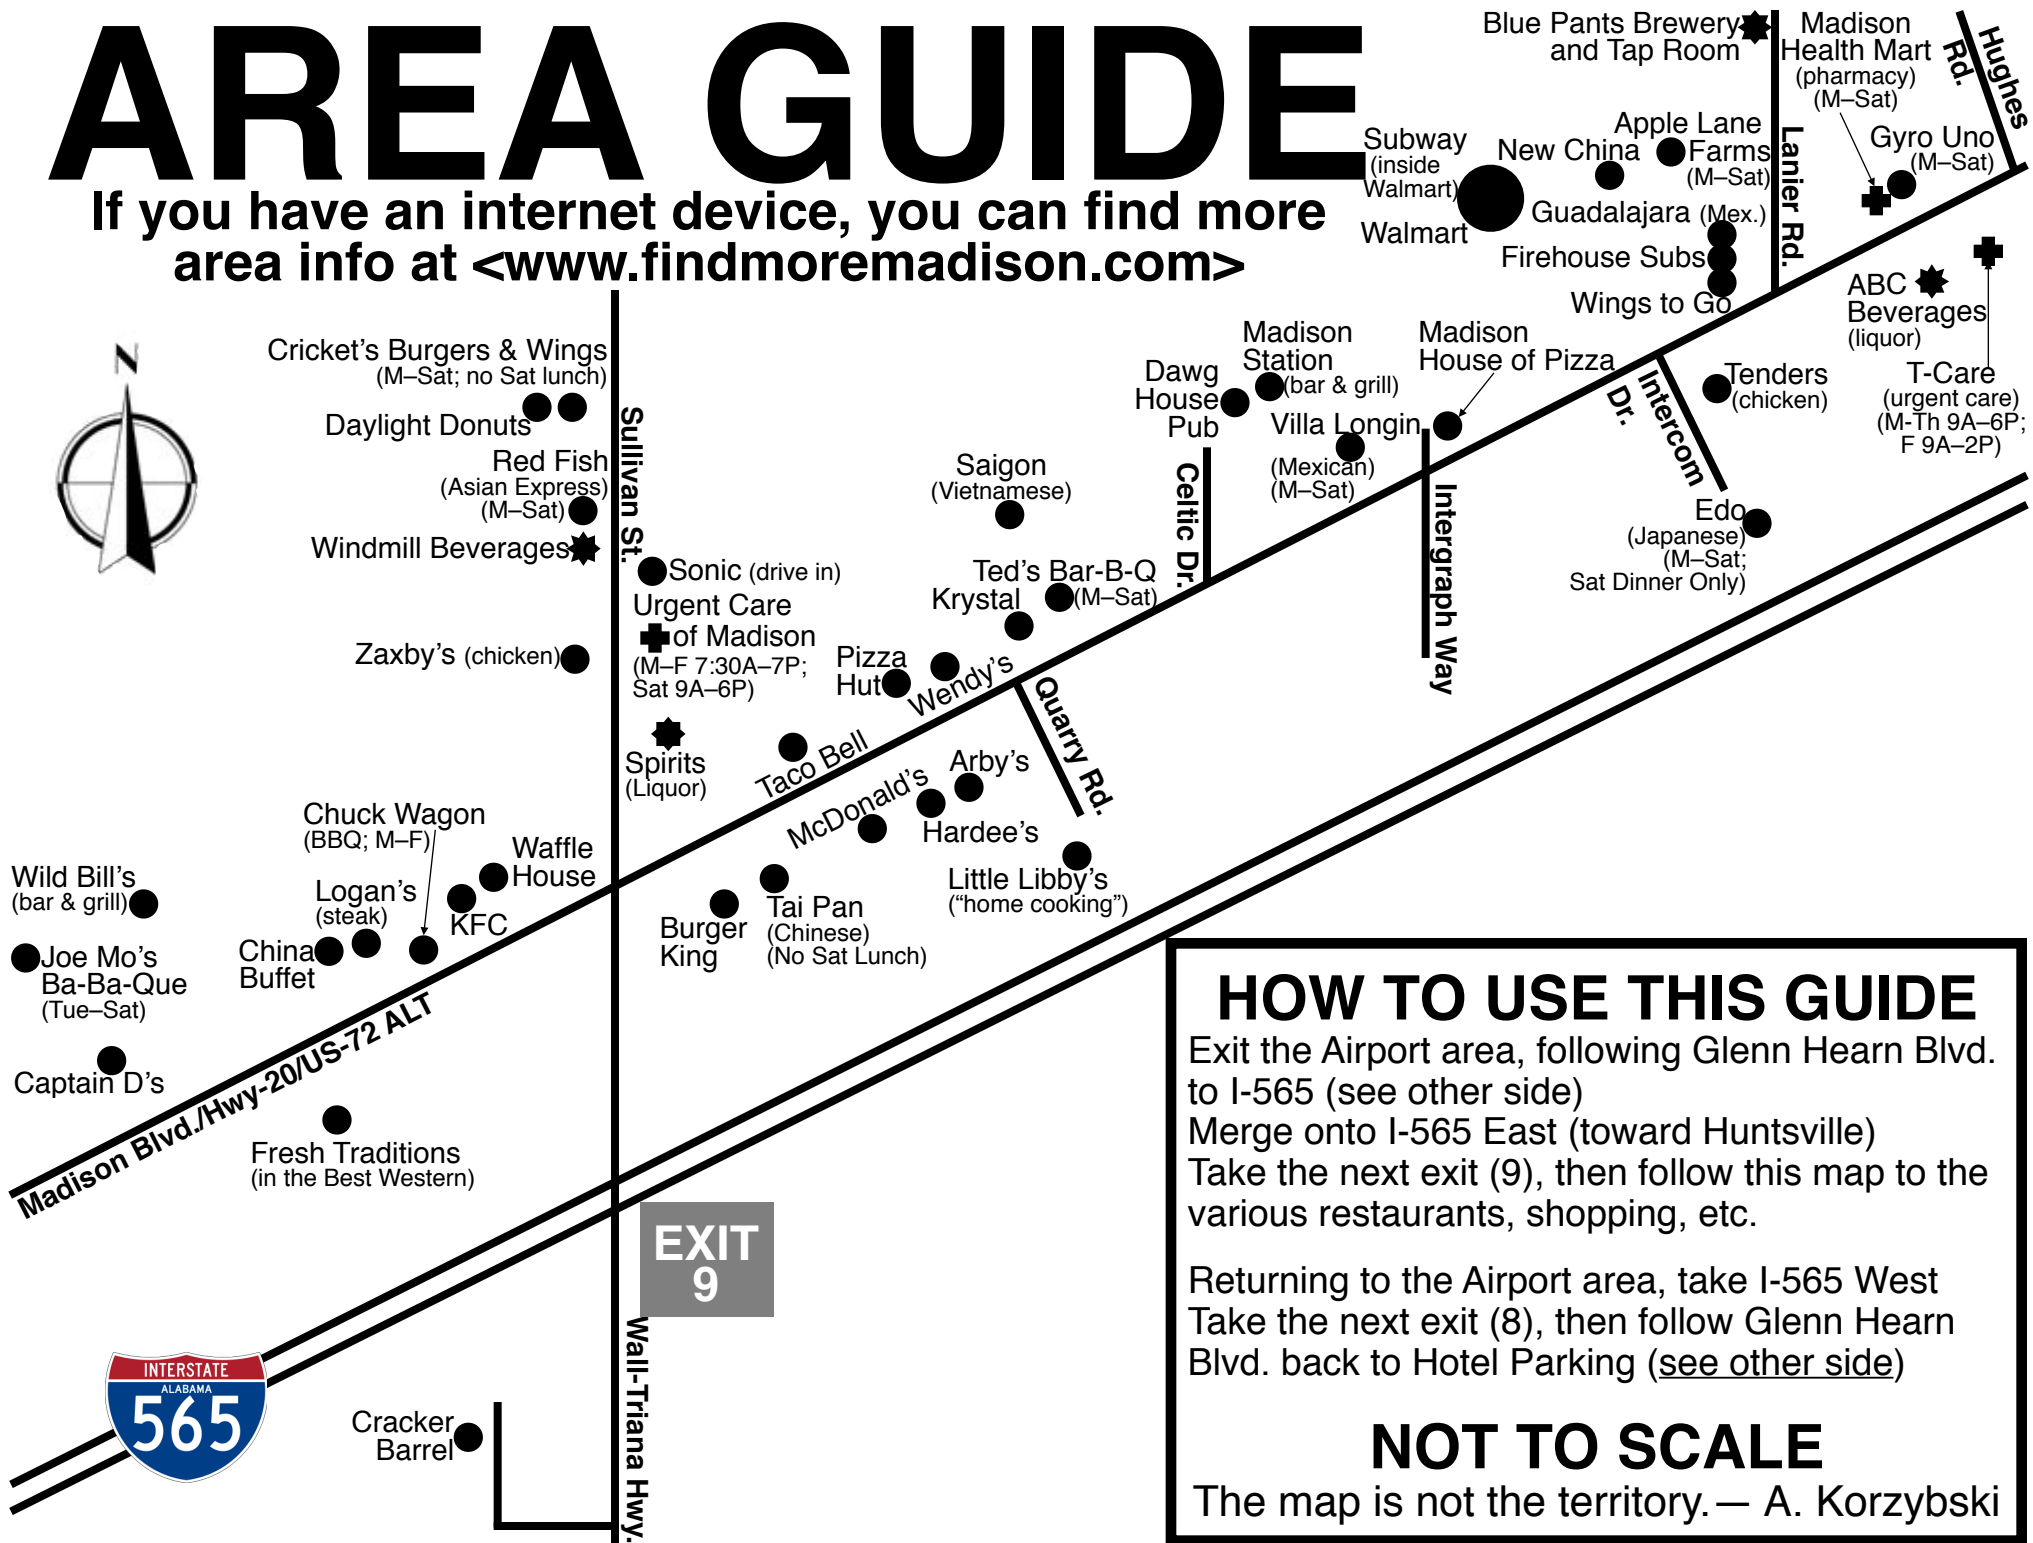 AREA GUIDE
If you have an internet device, you can find more
area info at <www.findmoremadison.com>
N
Blue Pants Brewery
and Tap Room
Madison
Health Mart
(pharmacy)
(M–Sat)
Hughes
Rd.
Gyro Uno
(M–Sat)
Lanier Rd.
Apple Lane
Farms
(M–Sat)
New China
Subway
(inside
Walmart)
Walmart
Guadalajara (Mex.)
Firehouse Subs
Wings to Go
ABC
Beverages
(liquor)
T-Care
(urgent care)
(M-Th 9A–6P;
F 9A–2P)
Tenders
(chicken)
Intercom
Dr.
Edo
(Japanese)
(M–Sat;
Sat Dinner Only)
Madison
House of Pizza
Madison
Station
(bar & grill)
Dawg
House
Pub
Villa Longin
(Mexican)
(M–Sat)
Intergraph Way
Celtic Dr.
Cricket's Burgers & Wings
(M–Sat; no Sat lunch)
Daylight Donuts
Red Fish
(Asian Express)
(M–Sat)
Windmill Beverages
Sullivan St.
Zaxby's (chicken)
Sonic (drive in)
Urgent Care
of Madison
(M–F 7:30A–7P;
Sat 9A–6P)
Spirits
(Liquor)
Saigon
(Vietnamese)
Ted's Bar-B-Q
(M–Sat)
Krystal
Pizza
Hut
Wendy's
Taco Bell
Quarry Rd.
McDonald's
Arby's
Hardee's
Little Libby's
("home cooking")
Burger
King
Tai Pan
(Chinese)
(No Sat Lunch)
Chuck Wagon
(BBQ; M–F)
Waffle
House
KFC
Logan's
(steak)
China
Buffet
Wild Bill's
(bar & grill)
Joe Mo's
Ba-Ba-Que
(Tue–Sat)
Captain D's
Madison Blvd./Hwy-20/US-72 ALT
Fresh Traditions
(in the Best Western)
EXIT
9
Wall-Triana Hwy.
INTERSTATE
ALABAMA
565
Cracker
Barrel
HOW TO USE THIS GUIDE
Exit the Airport area, following Glenn Hearn Blvd.
to I-565 (see other side)
Merge onto I-565 East (toward Huntsville)
Take the next exit (9), then follow this map to the
various restaurants, shopping, etc.
Returning to the Airport area, take I-565 West
Take the next exit (8), then follow Glenn Hearn
Blvd. back to Hotel Parking (see other side)
NOT TO SCALE
The map is not the territory.— A. Korzybski